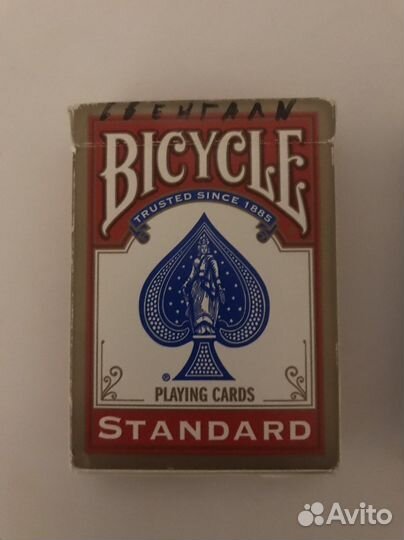 BICYCLE
TRUSTED SINCE 1885
®
PLAYING CARDS
STANDARD
Avito